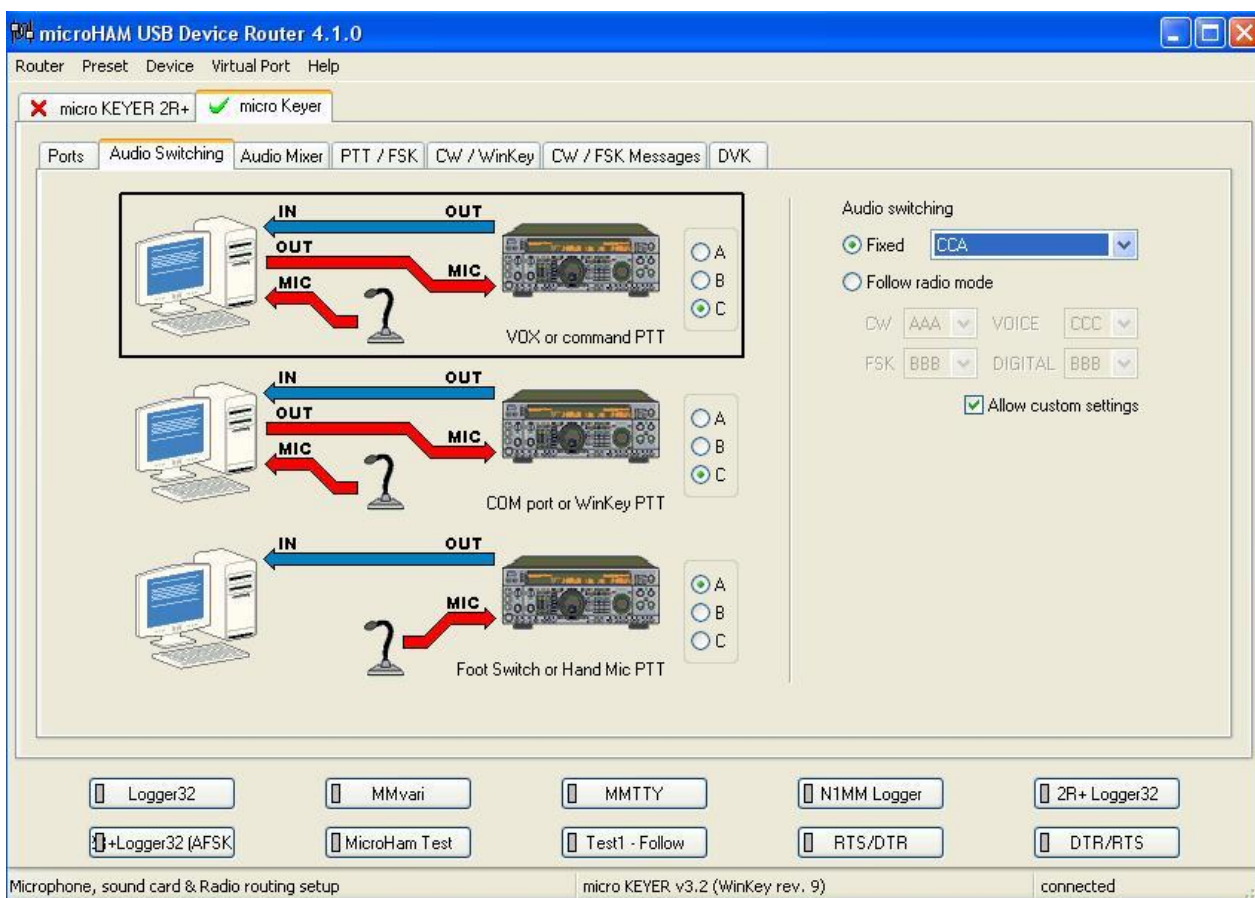 microHAM USB Device Router 4.1.0
Router Preset Device Virtual Port Help
micro KEYER 2R+ micro Keyer
Ports Audio Switching Audio Mixer PTT / FSK CW / WinKey CW / FSK Messages DVK
IN OUT
OUT
MIC
MIC
A
B
C
VOX or command PTT
IN OUT
OUT
MIC
MIC
A
B
C
COM port or WinKey PTT
IN OUT
MIC
A
B
C
Foot Switch or Hand Mic PTT
Audio switching
Fixed CCA
Follow radio mode
CW AAA VOICE CCC
FSK BBB DIGITAL BBB
Allow custom settings
Logger32 MMvari MMTTY N1MM Logger 2R+ Logger32
+Logger32 (AFSK MicroHam Test Test1 - Follow RTS/DTR DTR/RTS
Microphone, sound card & Radio routing setup micro KEYER v3.2 (WinKey rev. 9) connected